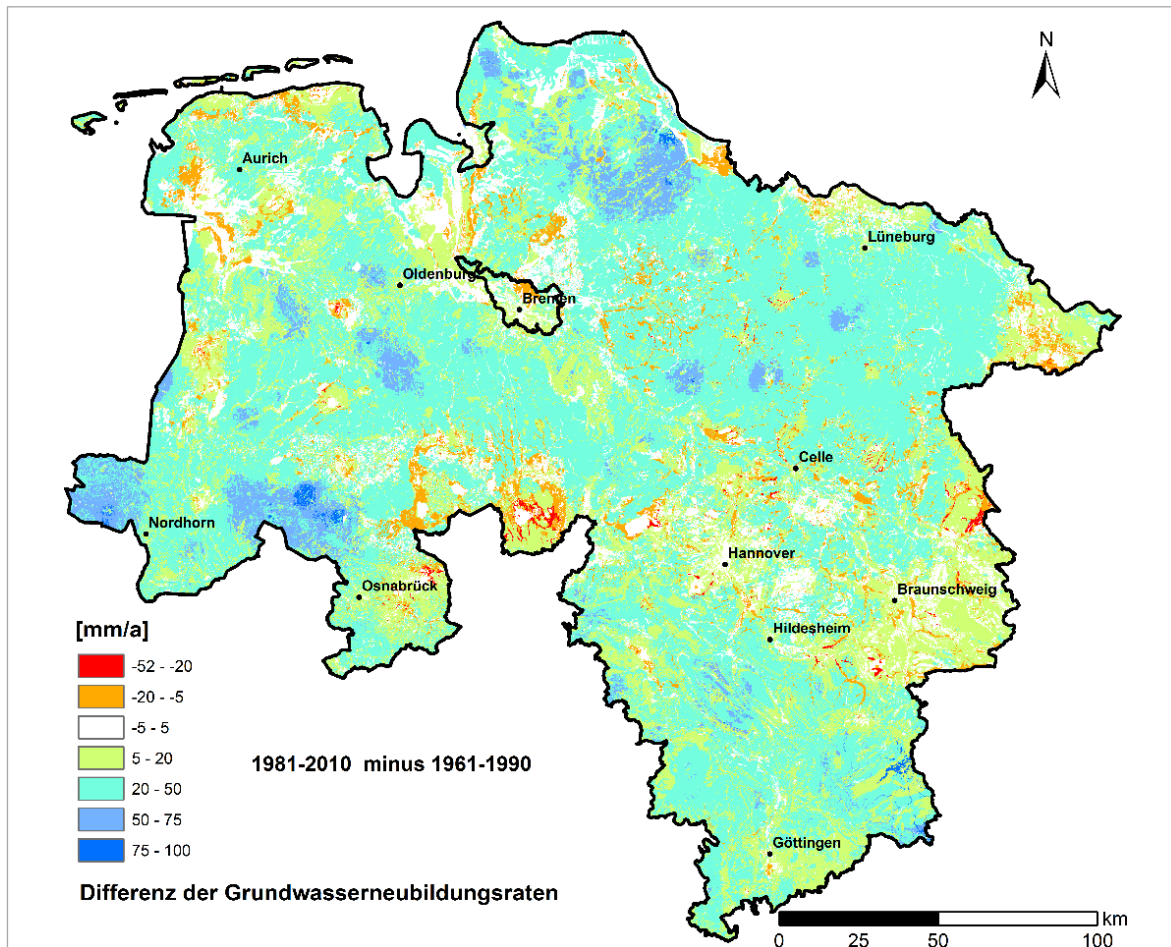 N
Aurich
Lüneburg
Oldenburg
Bremen
Celle
Nordhorn
Hannover
Osnabrück
Braunschweig
Hildesheim
[mm/a]
-52 - -20
-20 - -5
-5 - 5
5 - 20
20 - 50
50 - 75
75 - 100
1981-2010 minus 1961-1990
Göttingen
Differenz der Grundwasserneubildungsraten
km
0 25 50 100